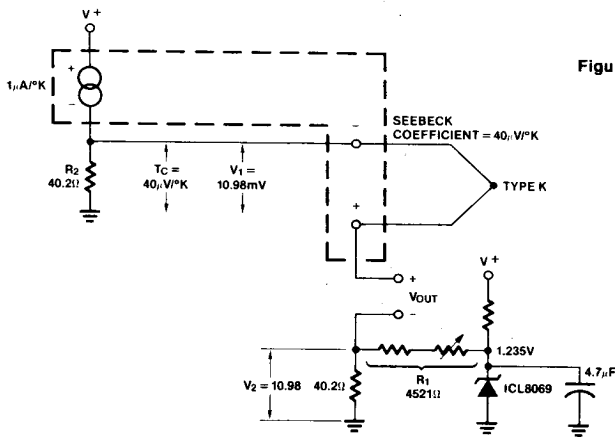 V+
Figu
1μA/°K
+
−
SEEBECK
COEFFICIENT = 40μV/°K
−
R2
40.2Ω
TC =
40μV/°K
V1 =
10.98mV
TYPE K
+
+
VOUT
−
V+
1.235V
V2 = 10.98
40.2Ω
R1
4521Ω
ICL8069
4.7μF